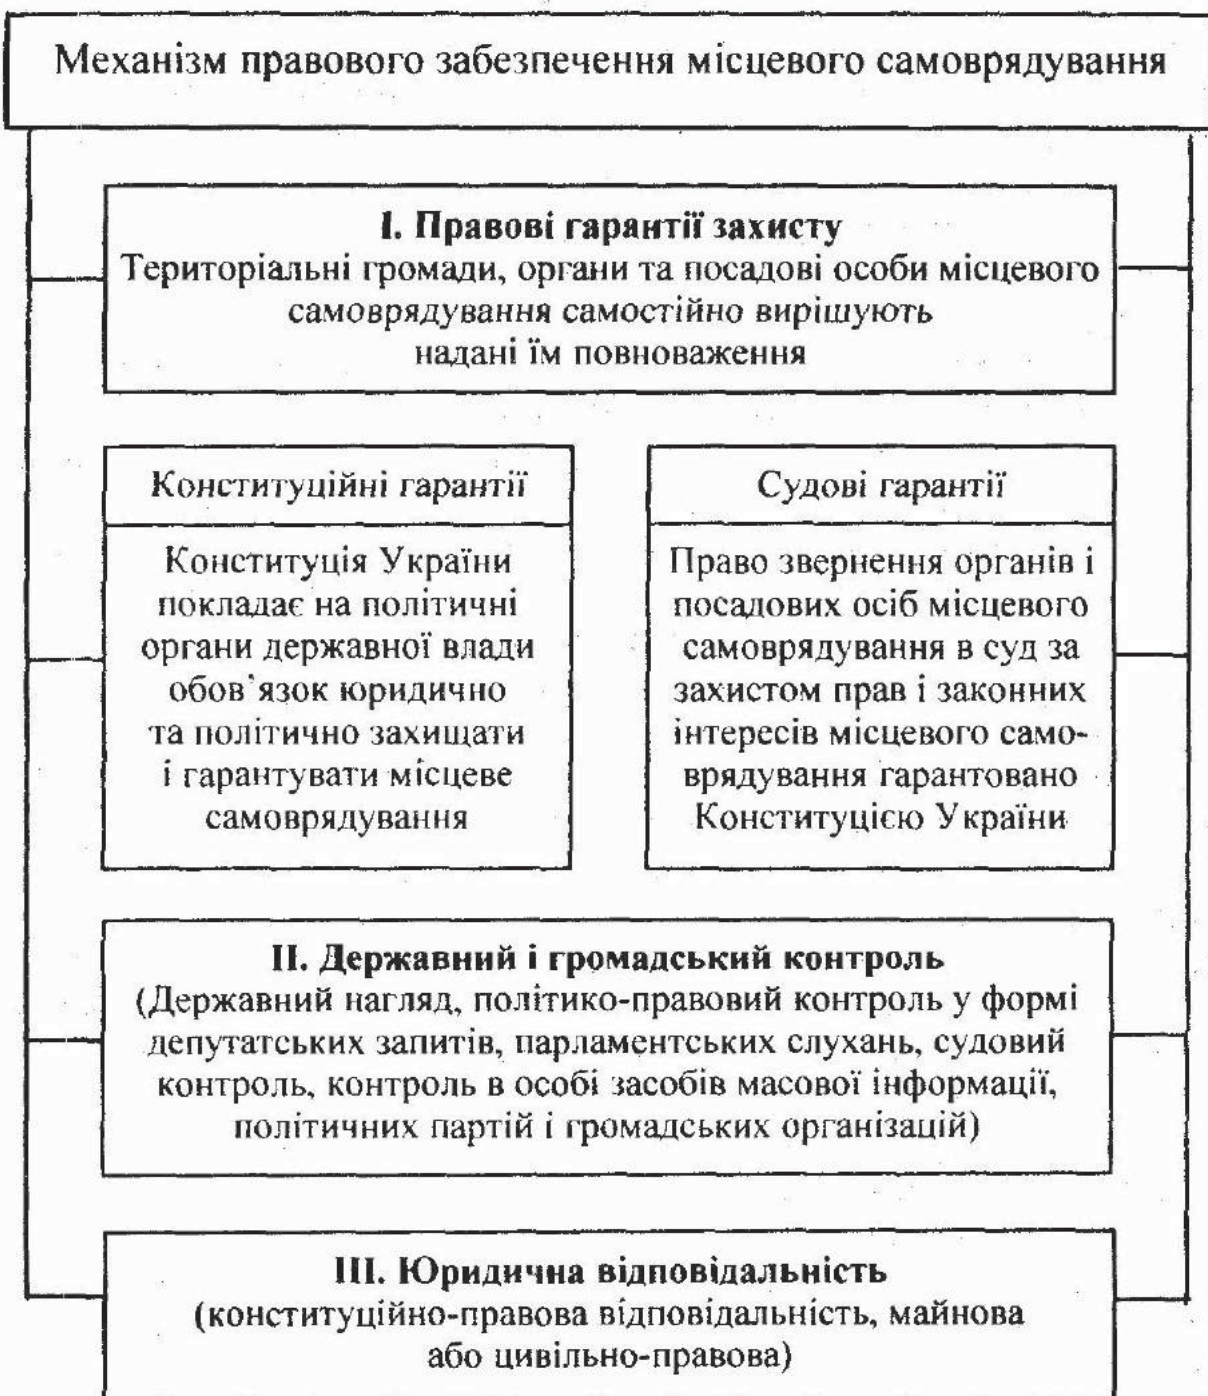 Механізм правового забезпечення місцевого самоврядування
І. Правові гарантії захисту
Територіальні громади, органи та посадові особи місцевого
самоврядування самостійно вирішують
надані їм повноваження
Конституційні гарантії
Конституція України
покладає на політичні
органи державної влади
обов'язок юридично
та політично захищати
і гарантувати місцеве
самоврядування
Судові гарантії
Право звернення органів і
посадових осіб місцевого
самоврядування в суд за
захистом прав і законних
інтересів місцевого само-
врядування гарантовано
Конституцією України
ІІ. Державний і громадський контроль
(Державний нагляд, політико-правовий контроль у формі
депутатських запитів, парламентських слухань, судовий
контроль, контроль в особі засобів масової інформації,
політичних партій і громадських організацій)
ІІІ. Юридична відповідальність
(конституційно-правова відповідальність, майнова
або цивільно-правова)